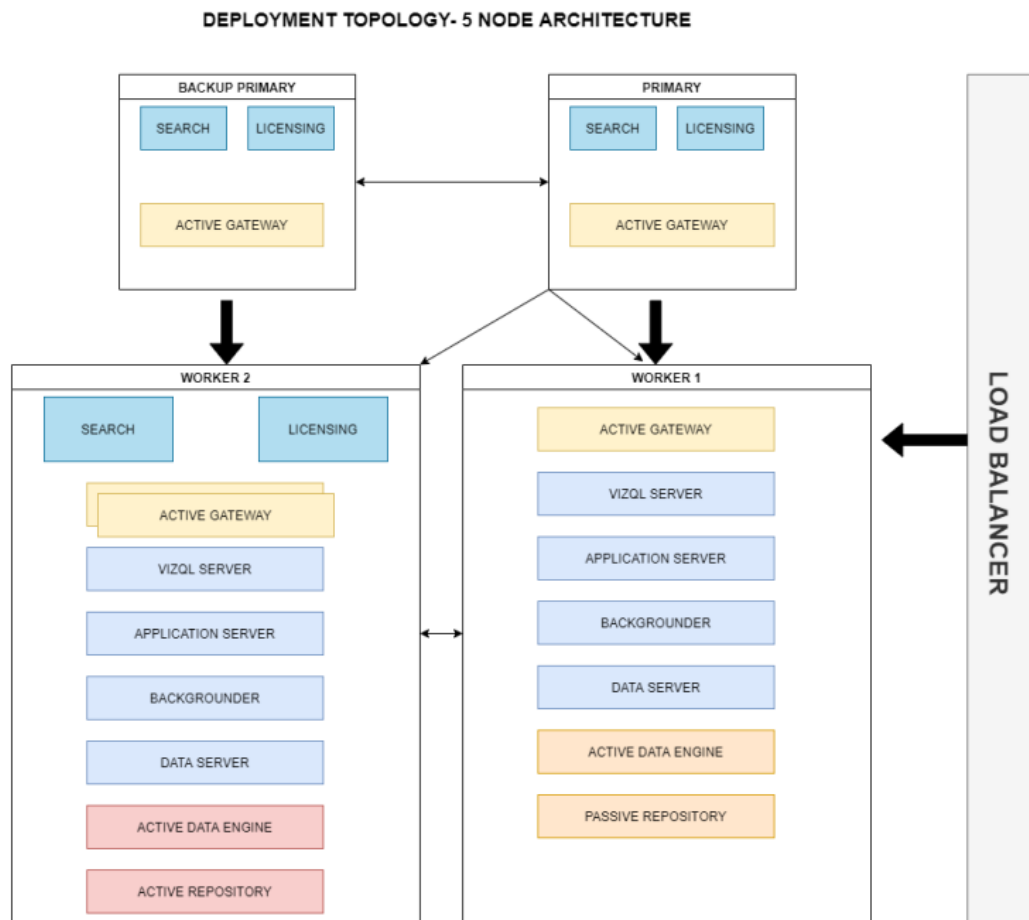 DEPLOYMENT TOPOLOGY- 5 NODE ARCHITECTURE
BACKUP PRIMARY
SEARCH
LICENSING
ACTIVE GATEWAY
PRIMARY
SEARCH
LICENSING
ACTIVE GATEWAY
WORKER 2
SEARCH
LICENSING
ACTIVE GATEWAY
VIZQL SERVER
APPLICATION SERVER
BACKGROUNDER
DATA SERVER
ACTIVE DATA ENGINE
ACTIVE REPOSITORY
WORKER 1
ACTIVE GATEWAY
VIZQL SERVER
APPLICATION SERVER
BACKGROUNDER
DATA SERVER
ACTIVE DATA ENGINE
PASSIVE REPOSITORY
LOAD BALANCER